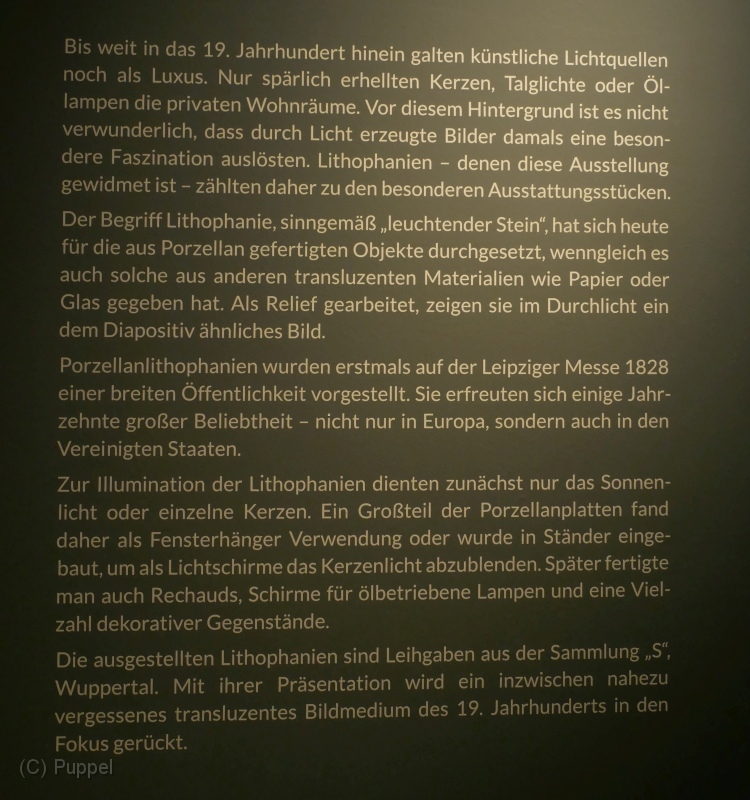 Bis weit in das 19. Jahrhundert hinein galten künstliche Lichtquellen
noch als Luxus. Nur spärlich erhellten Kerzen, Talglichte oder Öl-
lampen die privaten Wohnräume. Vor diesem Hintergrund ist es nicht
verwunderlich, dass durch Licht erzeugte Bilder damals eine beson-
dere Faszination auslösten. Lithophanien – denen diese Ausstellung
gewidmet ist – zählten daher zu den besonderen Ausstattungsstücken.
Der Begriff Lithophanie, sinngemäß „leuchtender Stein“, hat sich heute
für die aus Porzellan gefertigten Objekte durchgesetzt, wenngleich es
auch solche aus anderen transluzenten Materialien wie Papier oder
Glas gegeben hat. Als Relief gearbeitet, zeigen sie im Durchlicht ein
dem Diapositiv ähnliches Bild.
Porzellanlithophanien wurden erstmals auf der Leipziger Messe 1828
einer breiten Öffentlichkeit vorgestellt. Sie erfreuten sich einige Jahr-
zehnte großer Beliebtheit – nicht nur in Europa, sondern auch in den
Vereinigten Staaten.
Zur Illumination der Lithophanien dienten zunächst nur das Sonnen-
licht oder einzelne Kerzen. Ein Großteil der Porzellanplatten fand
daher als Fensterhänger Verwendung oder wurde in Ständer einge-
baut, um als Lichtschirme das Kerzenlicht abzublenden. Später fertigte
man auch Rechauds, Schirme für ölbetriebene Lampen und eine Viel-
zahl dekorativer Gegenstände.
Die ausgestellten Lithophanien sind Leihgaben aus der Sammlung „S“,
Wuppertal. Mit ihrer Präsentation wird ein inzwischen nahezu
vergessenes transluzentes Bildmedium des 19. Jahrhunderts in den
Fokus gerückt.
(C) Puppel